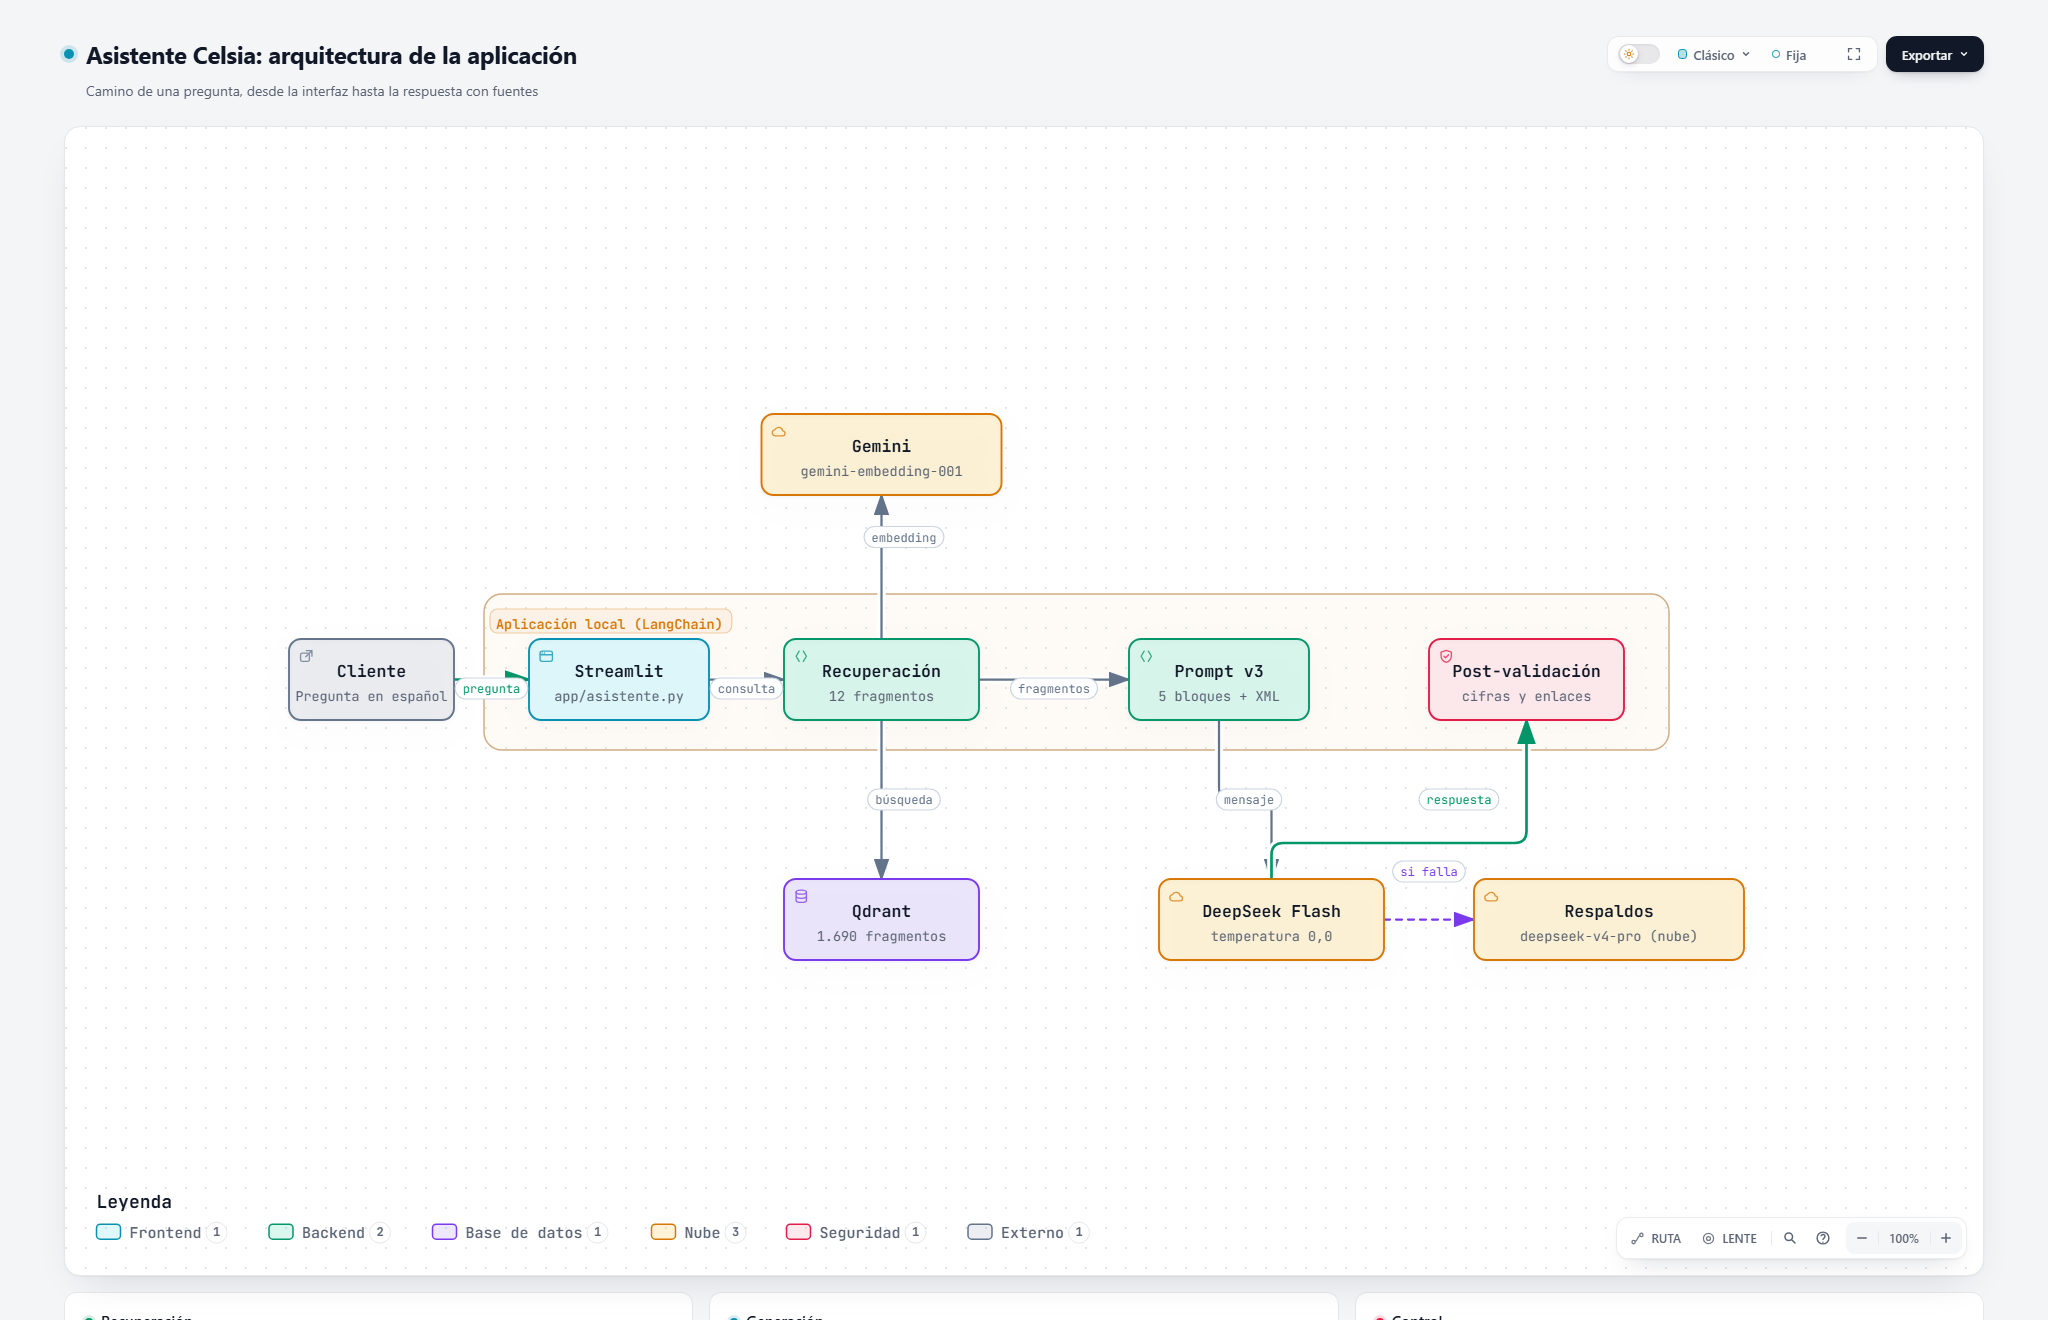 Asistente Celsia: arquitectura de la aplicación
Camino de una pregunta, desde la interfaz hasta la respuesta con fuentes
Clásico
Fija
Exportar
Gemini
gemini-embedding-001
embedding
Aplicación local (LangChain)
Cliente
Pregunta en español
pregunta
Streamlit
app/asistente.py
consulta
Recuperación
12 fragmentos
fragmentos
Prompt v3
5 bloques + XML
Post-validación
cifras y enlaces
búsqueda
mensaje
respuesta
si falla
Qdrant
1.690 fragmentos
DeepSeek Flash
temperatura 0,0
Respaldos
deepseek-v4-pro (nube)
Leyenda
Frontend 1
Backend 2
Base de datos 1
Nube 3
Seguridad 1
Externo 1
RUTA
LENTE
100%
Recuperación
Generación
Control